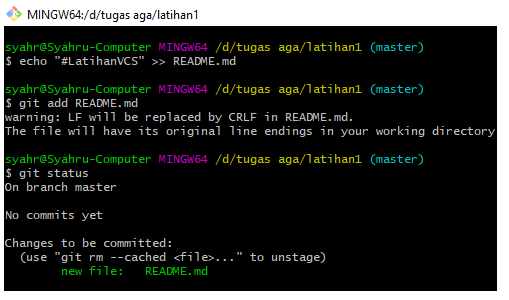 MINGW64:/d/tugas aga/latihan1
syahr@Syahru-Computer MINGW64 /d/tugas aga/latihan1 (master)
$ echo "#LatihanVCS" >> README.md
syahr@Syahru-Computer MINGW64 /d/tugas aga/latihan1 (master)
$ git add README.md
warning: LF will be replaced by CRLF in README.md.
The file will have its original line endings in your working directory
syahr@Syahru-Computer MINGW64 /d/tugas aga/latihan1 (master)
$ git status
On branch master
No commits yet
Changes to be committed:
(use "git rm --cached <file>..." to unstage)
new file: README.md